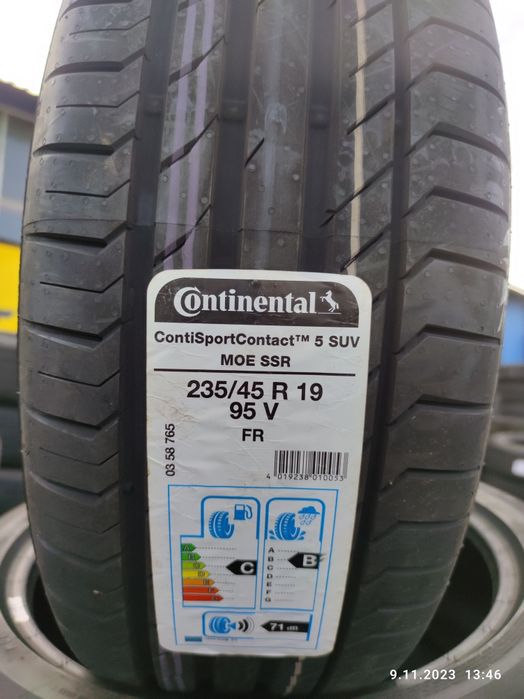 Continental
ContiSportContact™ 5 SUV
MOE SSR
235/45 R 19
95 V
FR
03 58 765
4 019238 010053
A
B
C
D
E
F
G
C
A
B
C
D
E
F
G
B
71 dB
9.11.2023 13:46